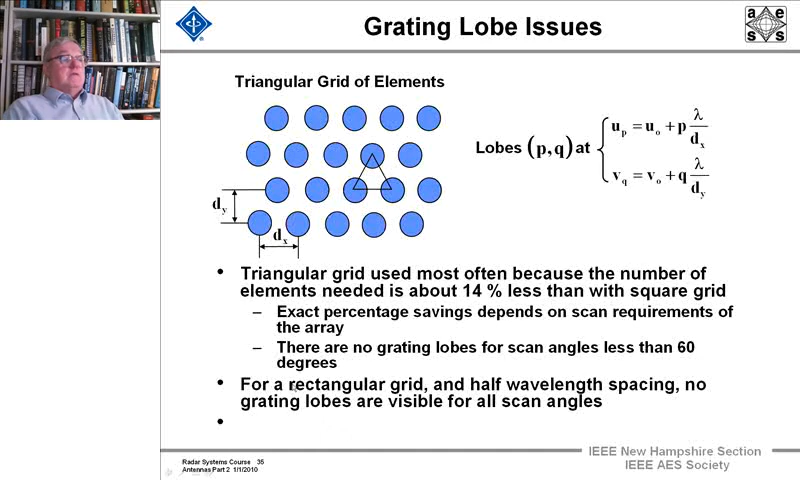 Grating Lobe Issues
a e
s s
Triangular Grid of Elements
Lobes (p,q) at
u_p = u_o + p λ/d_x
v_q = v_o + q λ/d_y
d_y
d_x
• Triangular grid used most often because the number of
elements needed is about 14 % less than with square grid
– Exact percentage savings depends on scan requirements of
the array
– There are no grating lobes for scan angles less than 60
degrees
• For a rectangular grid, and half wavelength spacing, no
grating lobes are visible for all scan angles
•
Radar Systems Course 35
Antennas Part 2 1/1/2010
IEEE New Hampshire Section
IEEE AES Society